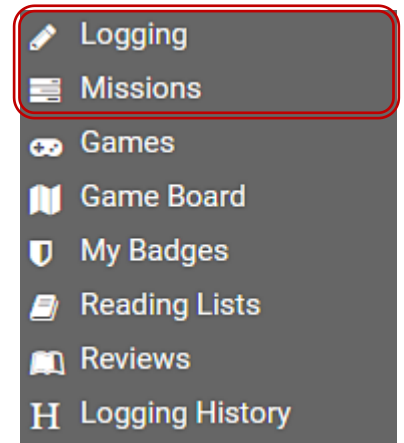 Logging
Missions
Games
Game Board
My Badges
Reading Lists
Reviews
H Logging History